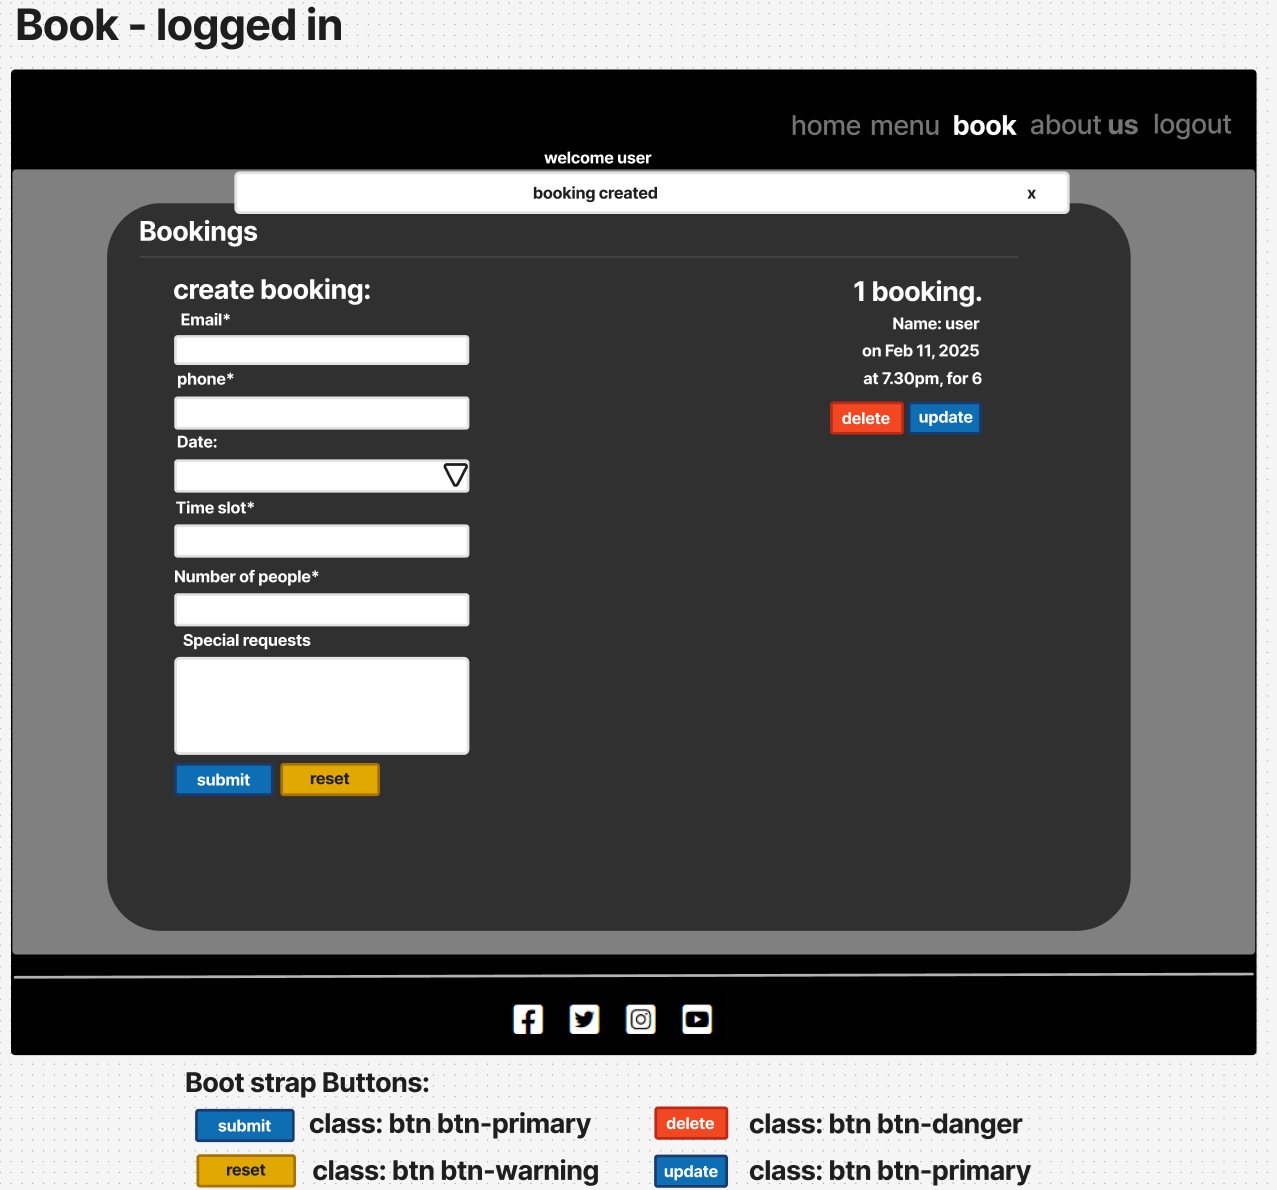 Book - logged in
home menu book about us logout
welcome user
booking created x
Bookings
create booking:
Email*
phone*
Date:
Time slot*
Number of people*
Special requests
submit reset
1 booking.
Name: user
on Feb 11, 2025
at 7.30pm, for 6
delete update
Boot strap Buttons:
submit class: btn btn-primary
delete class: btn btn-danger
reset class: btn btn-warning
update class: btn btn-primary